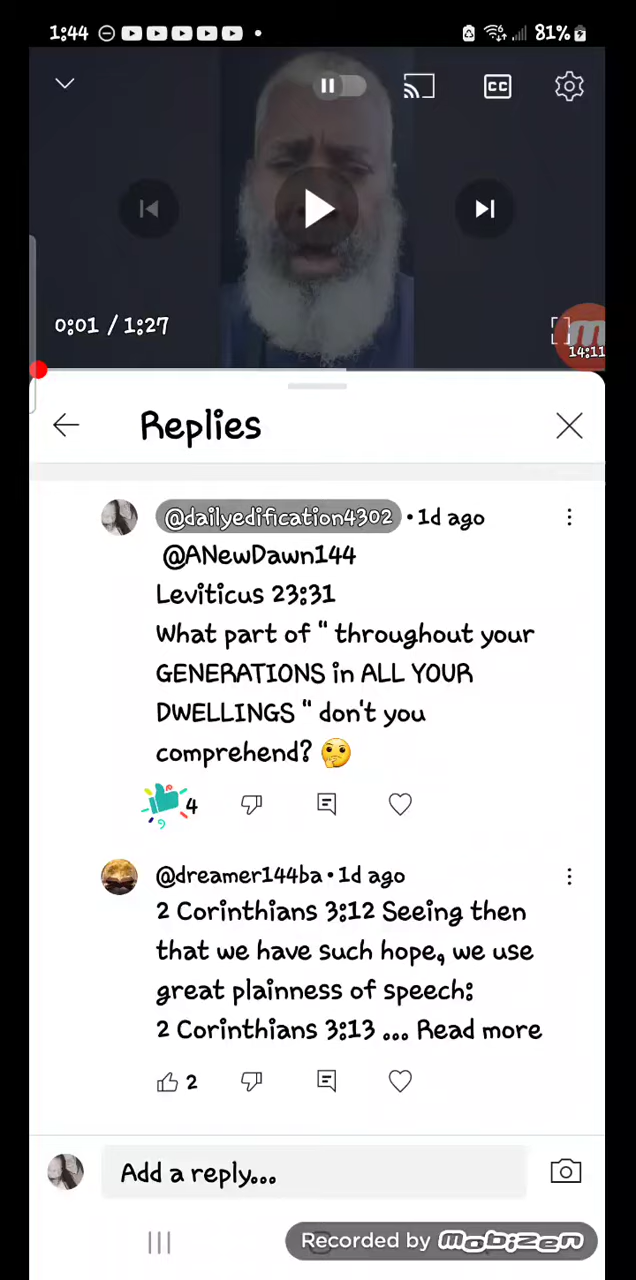 1:44 81%
CC
0:01 / 1:27
14:11
Replies
@dailyedification4302 • 1d ago
@ANewDawn144
Leviticus 23:31
What part of " throughout your
GENERATIONS in ALL YOUR
DWELLINGS " don't you
comprehend? 🤔
4
@dreamer144ba • 1d ago
2 Corinthians 3:12 Seeing then
that we have such hope, we use
great plainness of speech:
2 Corinthians 3:13 ... Read more
2
Add a reply...
Recorded by mobizen